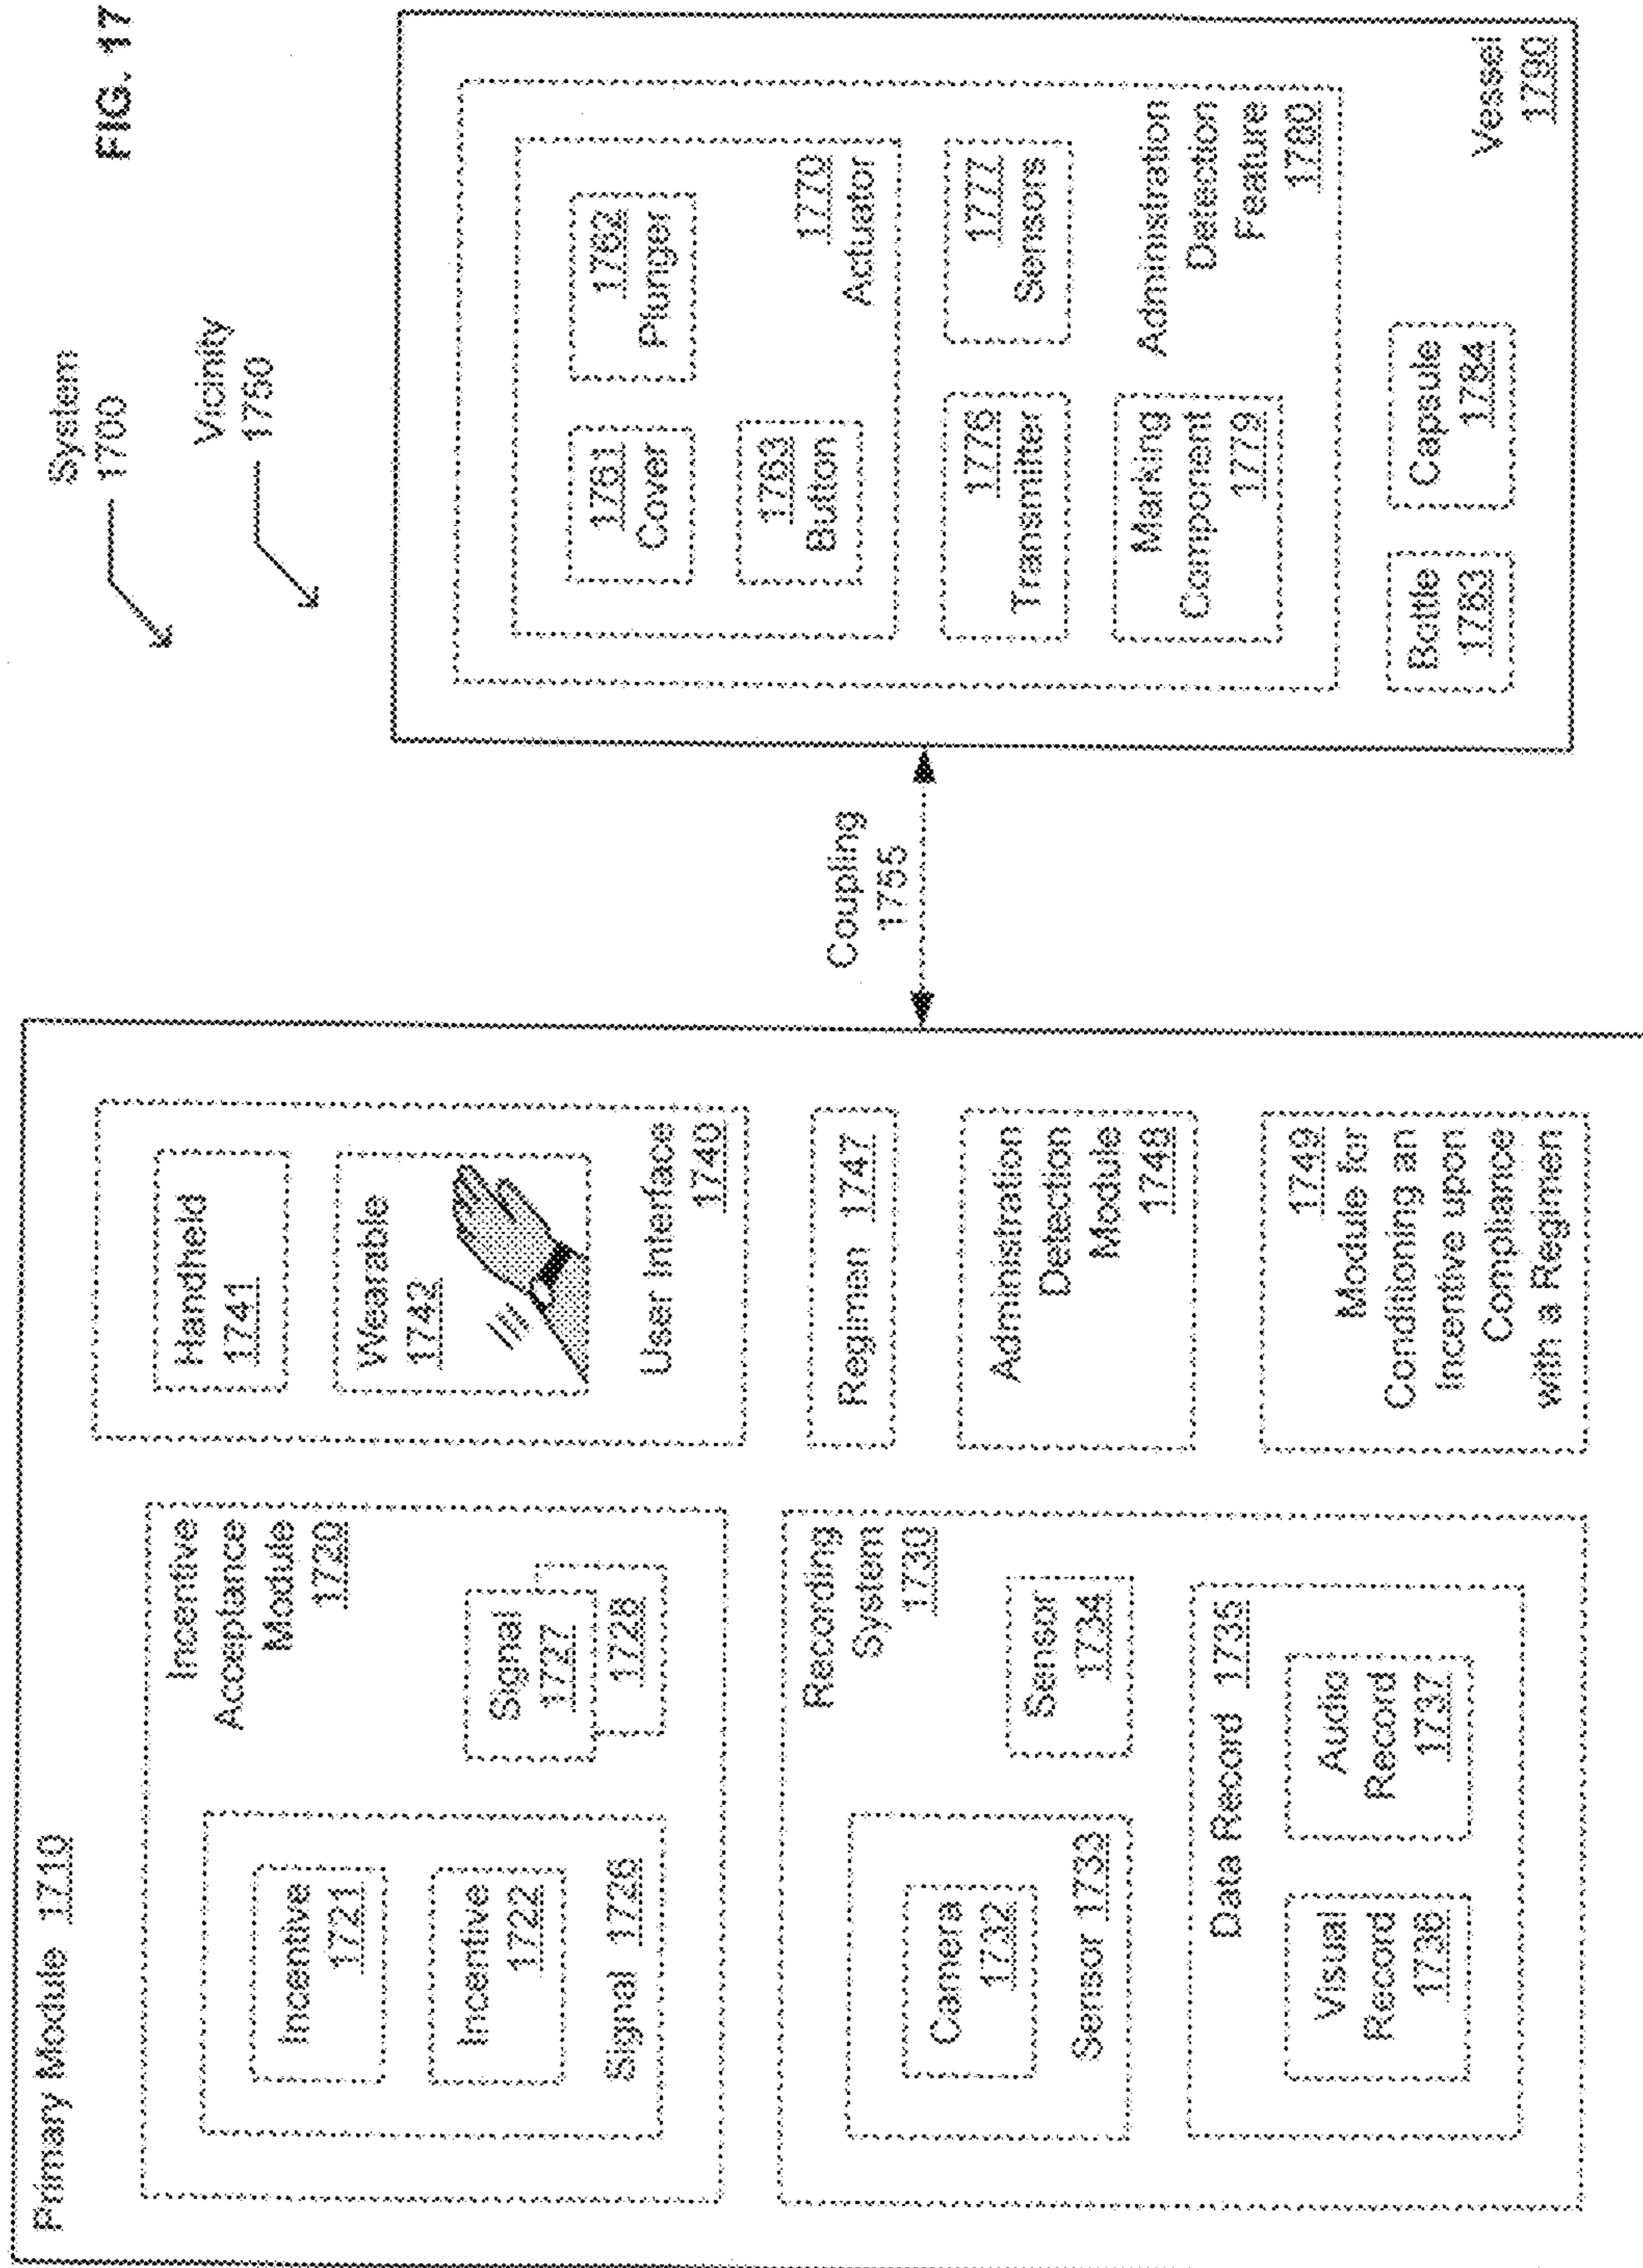 FIG. 17
System
1700
Vicinity
1750
Primary Module 1710
Incentive
Acceptance
Module
1720
Incentive
1721
Incentive
1722
Signal 1726
Signal
1727
1728
Recording
System
1730
Camera
1732
Sensor 1733
Sensor
1734
Data Record 1735
Visual
Record
1736
Audio
Record
1737
Handheld
1741
Wearable
1742
User Interface
1740
Regimen 1747
Administration
Detection
Module
1748
1749
Module for
Conditioning an
Incentive upon
Compliance
with a Regimen
Coupling
1755
1761
Cover
1762
Plunger
1763
Button
1770
Actuator
1776
Transmitter
1777
Sensors
Marking
Component
1779
Administration
Detection
Feature
1780
Bottle
1783
Capsule
1784
Vessel
1790